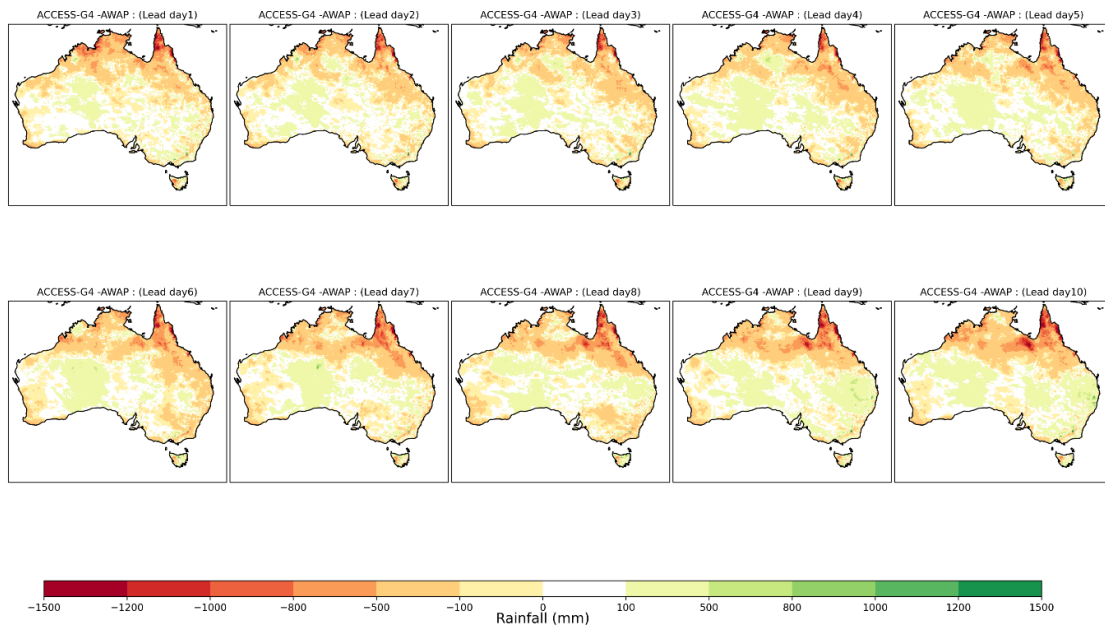 ACCESS-G4 -AWAP : (Lead day1)
ACCESS-G4 -AWAP : (Lead day2)
ACCESS-G4 -AWAP : (Lead day3)
ACCESS-G4 -AWAP : (Lead day4)
ACCESS-G4 -AWAP : (Lead day5)
ACCESS-G4 -AWAP : (Lead day6)
ACCESS-G4 -AWAP : (Lead day7)
ACCESS-G4 -AWAP : (Lead day8)
ACCESS-G4 -AWAP : (Lead day9)
ACCESS-G4 -AWAP : (Lead day10)
−1500 −1200 −1000 −800 −500 −100 0 100 500 800 1000 1200 1500
Rainfall (mm)